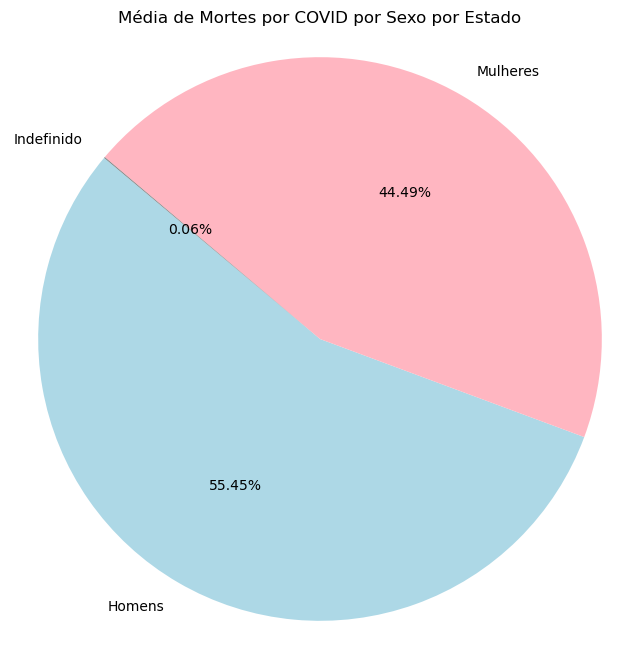 Média de Mortes por COVID por Sexo por Estado
Mulheres
Indefinido
44.49%
0.06%
55.45%
Homens